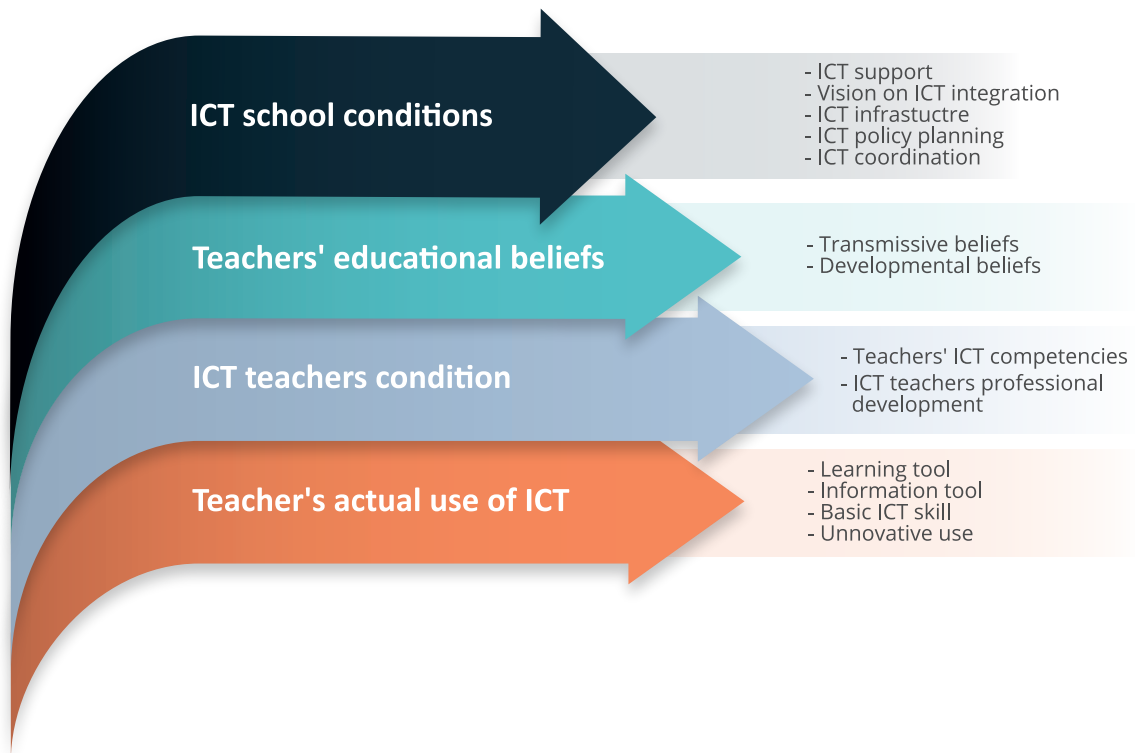 ICT school conditions
- ICT support
- Vision on ICT integration
- ICT infrastuctre
- ICT policy planning
- ICT coordination
Teachers' educational beliefs
- Transmissive beliefs
- Developmental beliefs
ICT teachers condition
- Teachers' ICT competencies
- ICT teachers professional
development
Teacher's actual use of ICT
- Learning tool
- Information tool
- Basic ICT skill
- Unnovative use